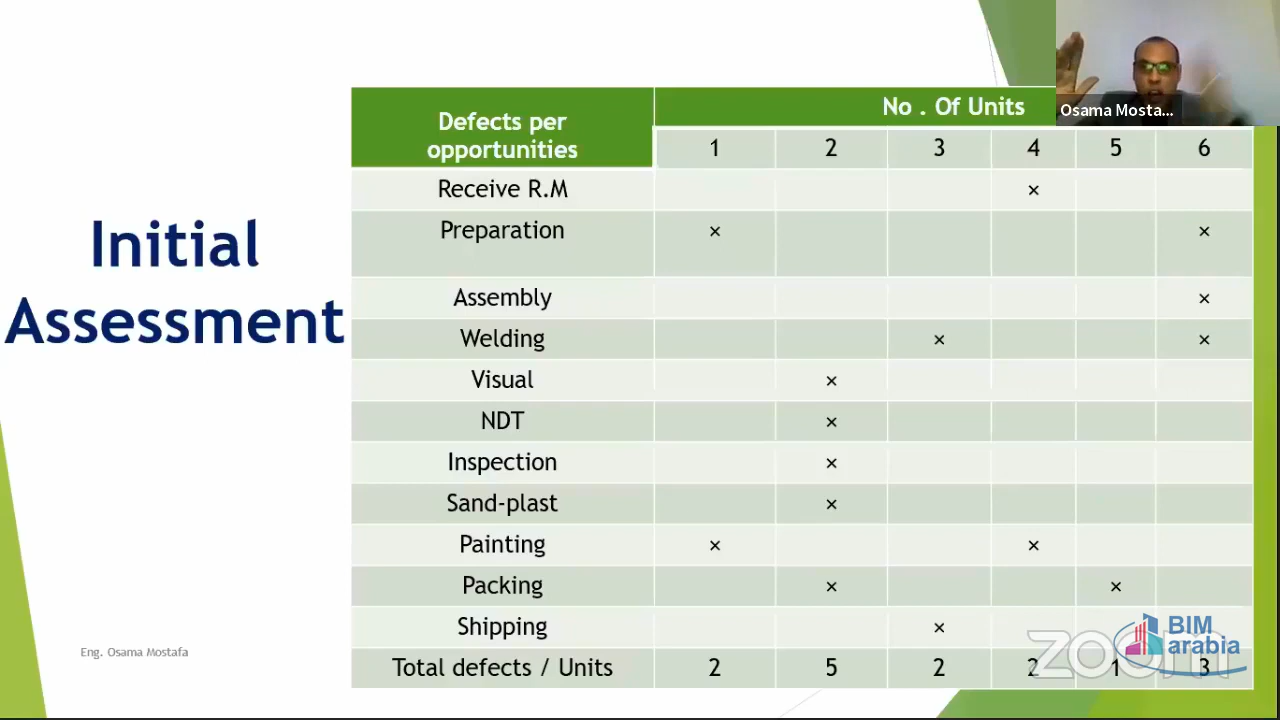 Osama Mosta...
No . Of Units
Defects per
opportunities
1 2 3 4 5 6
Receive R.M ×
Preparation × ×
Assembly ×
Welding × ×
Visual ×
NDT ×
Inspection ×
Sand-plast ×
Painting × ×
Packing × ×
Shipping ×
Total defects / Units 2 5 2 2 1 3
Initial
Assessment
Eng. Osama Mostafa
zoom
BIM
arabia